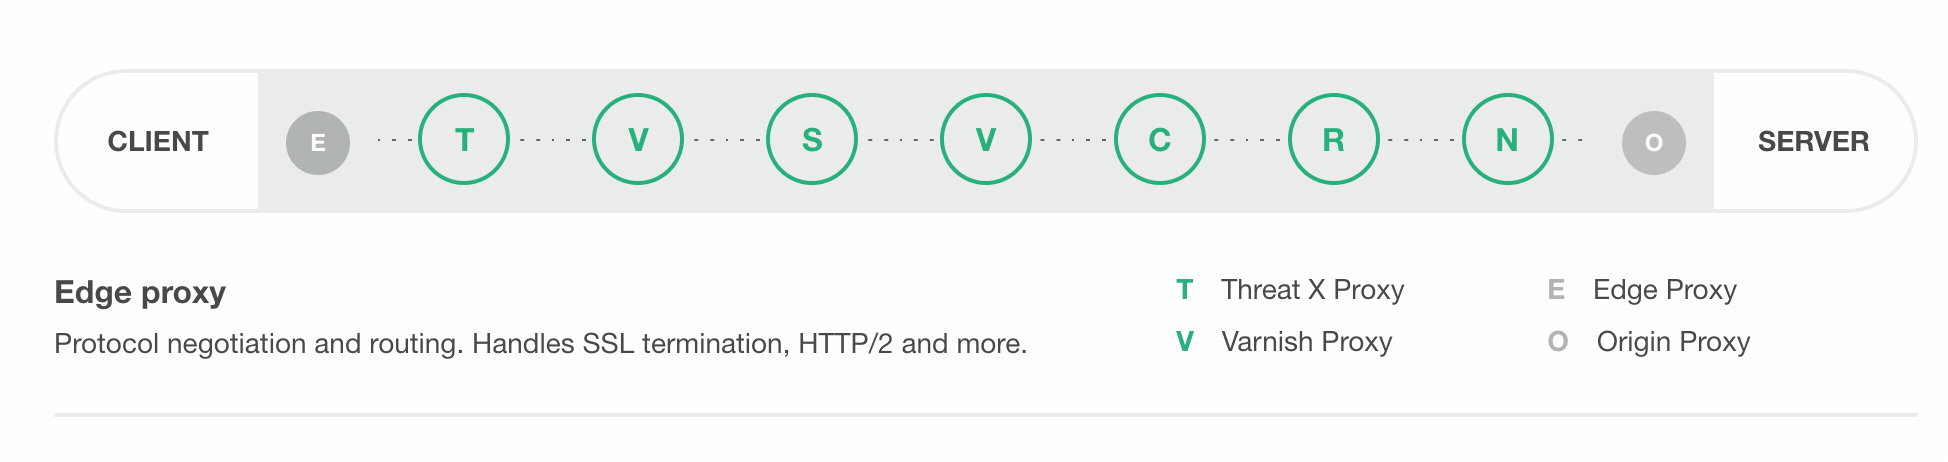 CLIENT E T V S V C R N O SERVER
Edge proxy
Protocol negotiation and routing. Handles SSL termination, HTTP/2 and more.
T Threat X Proxy E Edge Proxy
V Varnish Proxy O Origin Proxy